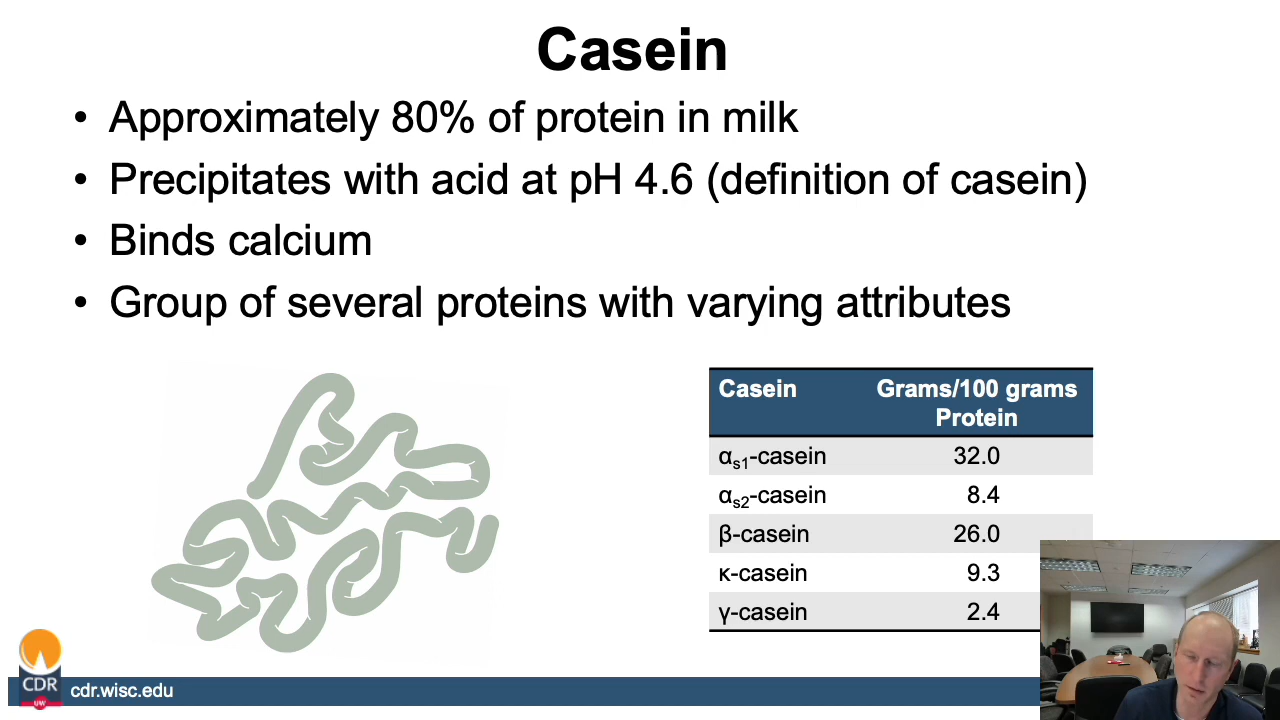 Casein
• Approximately 80% of protein in milk
• Precipitates with acid at pH 4.6 (definition of casein)
• Binds calcium
• Group of several proteins with varying attributes
Casein Grams/100 grams Protein
αs1-casein 32.0
αs2-casein 8.4
β-casein 26.0
κ-casein 9.3
γ-casein 2.4
CDR
UW
cdr.wisc.edu